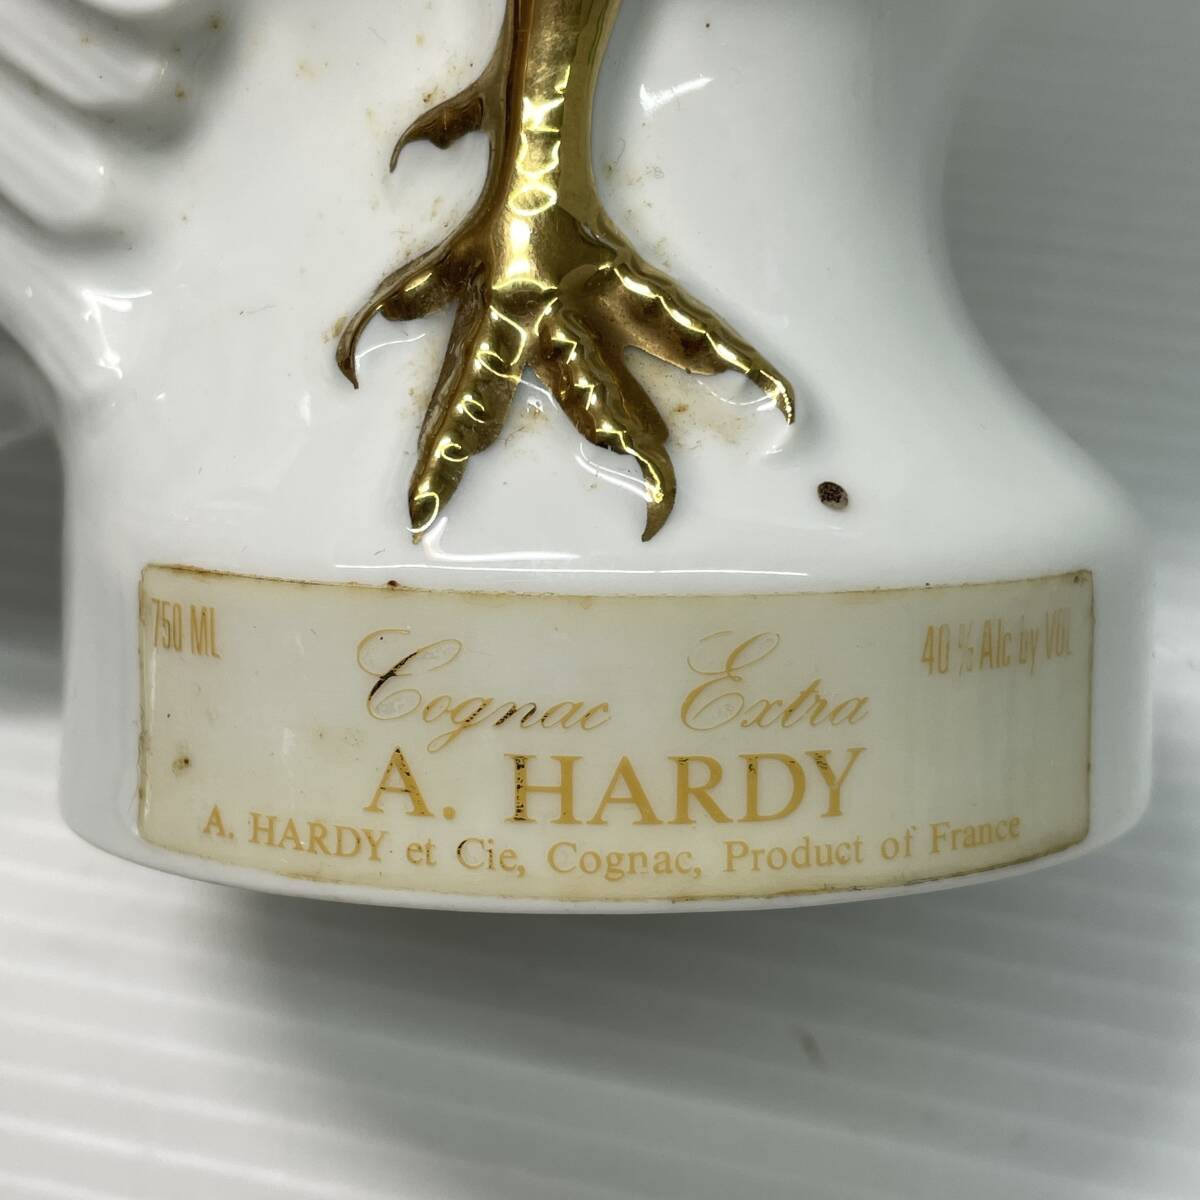 750 ML
40 % Alc by VOL
Cognac Extra
A. HARDY
A. HARDY et Cie, Cognac, Product of France